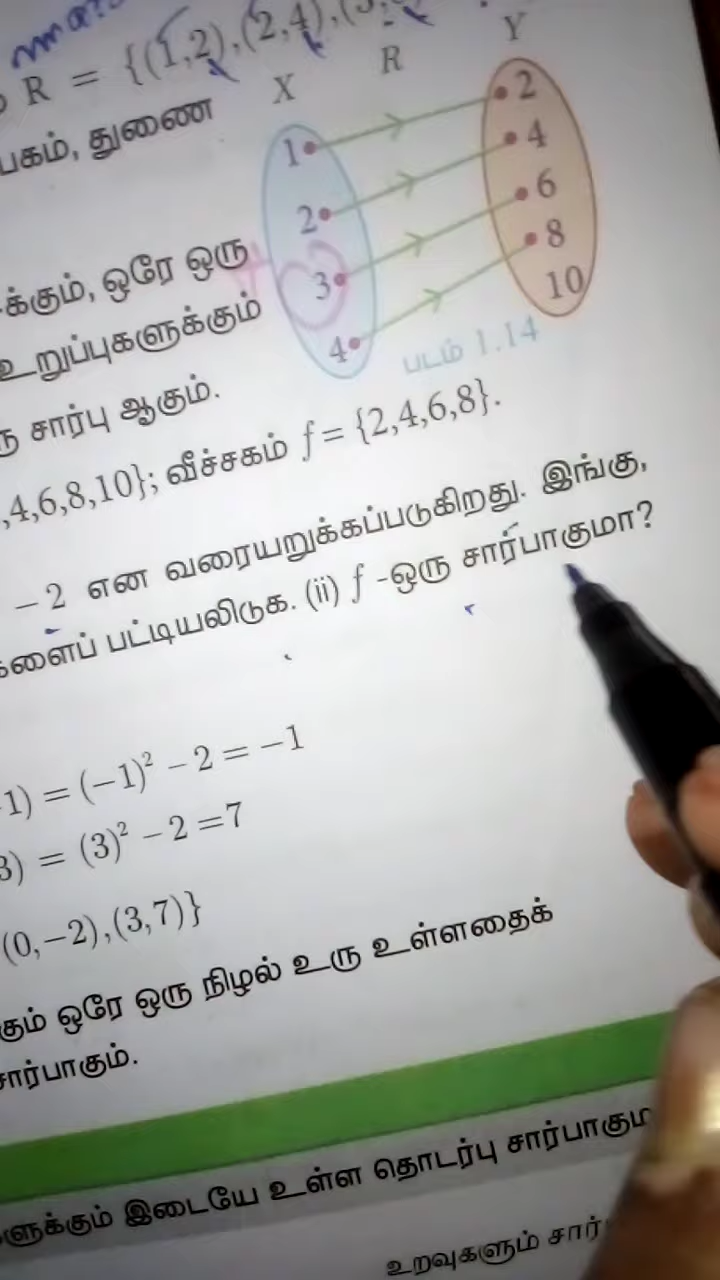 R = {(1,2),(2,4),(3,
X R Y
துணை
1 2 3 4
2 4 6 8 10
க்கும், ஒரே ஒரு
உறுப்புகளுக்கும்
படம் 1.14
சார்பு ஆகும்.
,4,6,8,10}; வீச்சகம் f = {2,4,6,8}.
– 2 என வரையறுக்கப்படுகிறது. இங்கு,
களைப் பட்டியலிடுக. (ii) f -ஒரு சார்பாகுமா?
1) = (−1)² − 2 = −1
3) = (3)² − 2 = 7
(0,−2),(3,7)}
கும் ஒரே ஒரு நிழல் உரு உள்ளதைக்
சார்பாகும்.
ளுக்கும் இடையே உள்ள தொடர்பு சார்பாகும
உறவுகளும் சார்